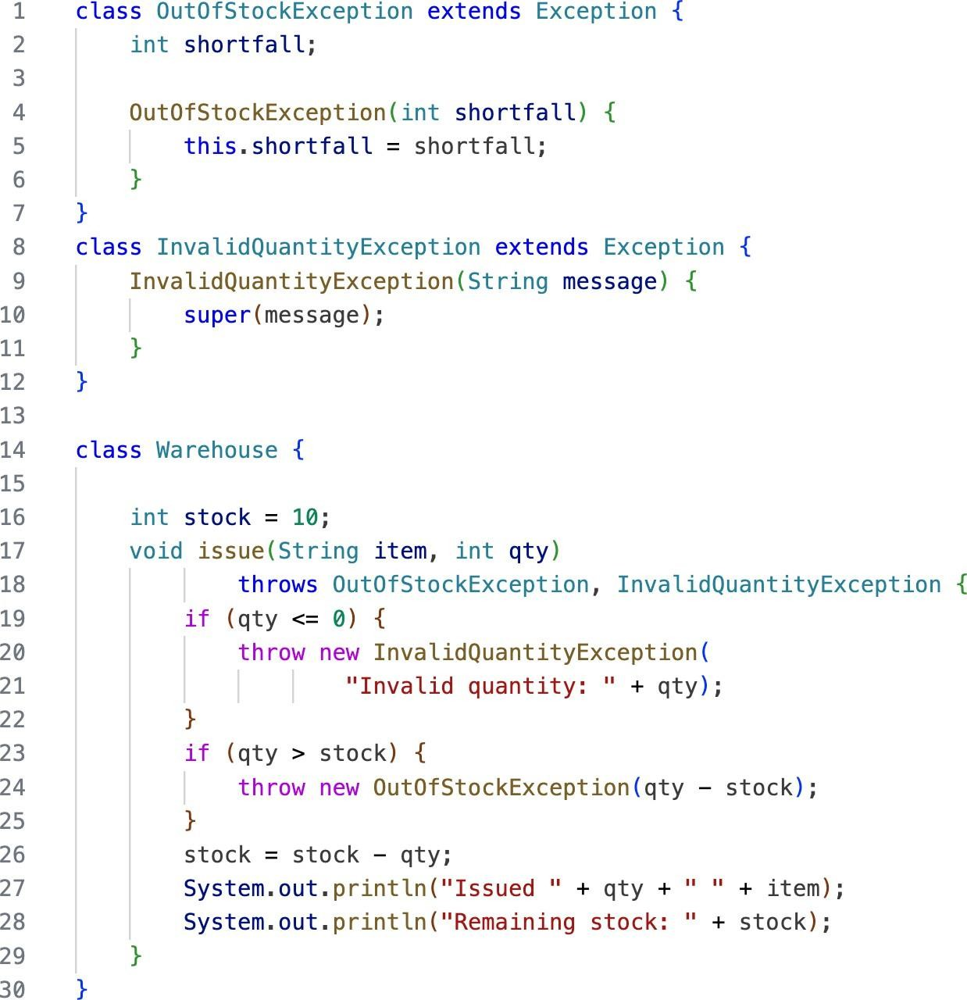 1 class OutOfStockException extends Exception {
2 int shortfall;
3
4 OutOfStockException(int shortfall) {
5 this.shortfall = shortfall;
6 }
7 }
8 class InvalidQuantityException extends Exception {
9 InvalidQuantityException(String message) {
10 super(message);
11 }
12 }
13
14 class Warehouse {
15
16 int stock = 10;
17 void issue(String item, int qty)
18 throws OutOfStockException, InvalidQuantityException {
19 if (qty <= 0) {
20 throw new InvalidQuantityException(
21 "Invalid quantity: " + qty);
22 }
23 if (qty > stock) {
24 throw new OutOfStockException(qty - stock);
25 }
26 stock = stock - qty;
27 System.out.println("Issued " + qty + " " + item);
28 System.out.println("Remaining stock: " + stock);
29 }
30 }